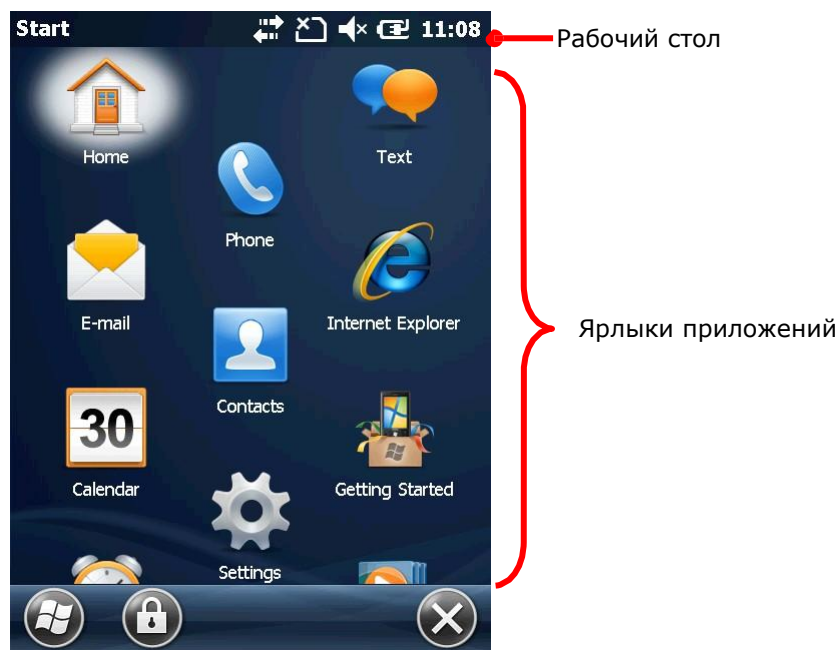 Start 11:08
Рабочий стол
Home
Text
Phone
E-mail
Internet Explorer
Ярлыки приложений
Contacts
30
Calendar
Getting Started
Settings